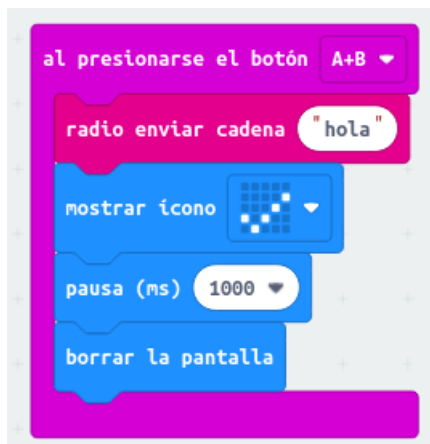 al presionarse el botón A+B
radio enviar cadena "hola"
mostrar ícono
pausa (ms) 1000
borrar la pantalla